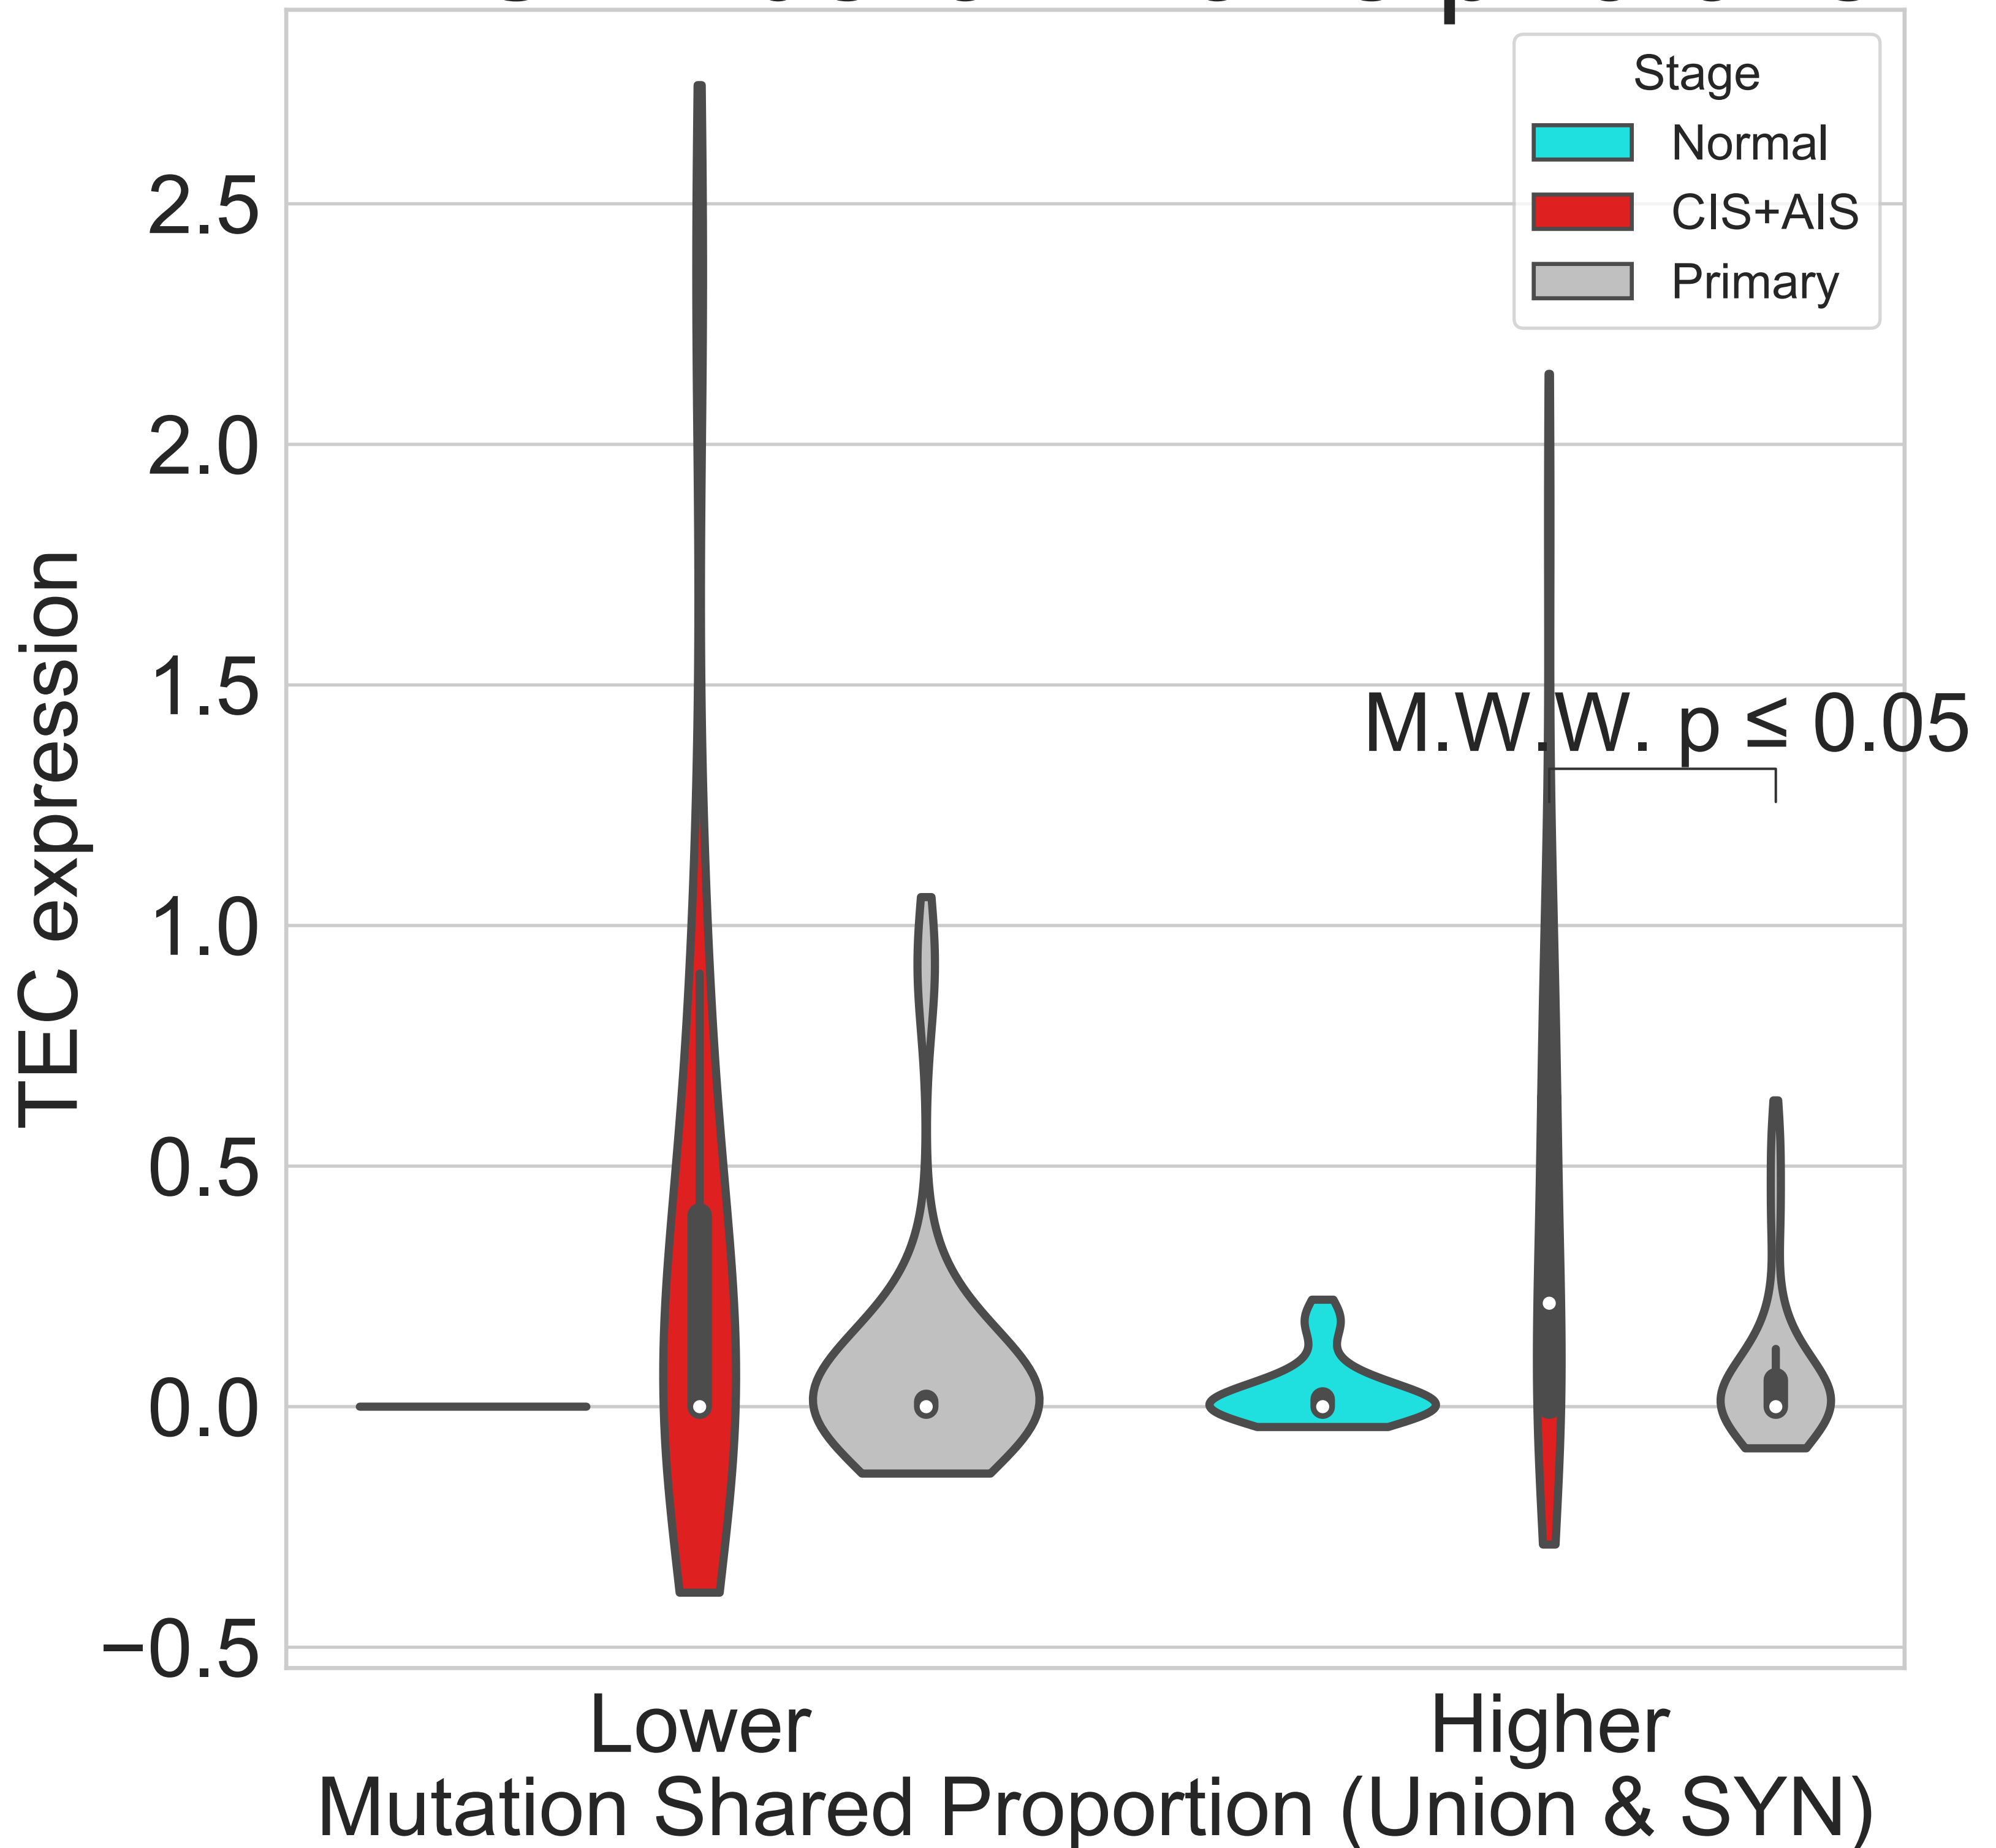 Stage
Normal
CIS+AIS
Primary
2.5
2.0
1.5
1.0
0.5
0.0
−0.5
TEC expression
M.W.W. p ≤ 0.05
Lower
Higher
Mutation Shared Proportion (Union & SYN)